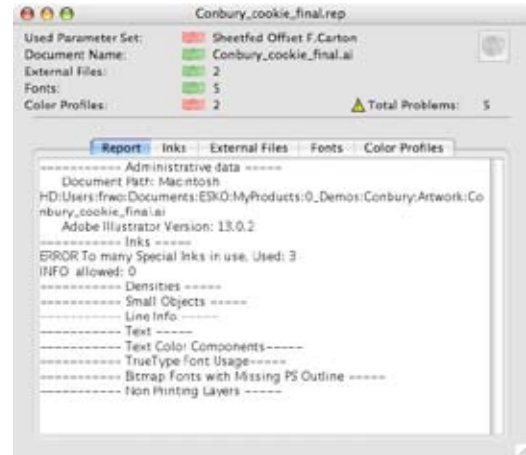 Conbury_cookie_final.rep
Used Parameter Set: Sheetfed Offset F.Carton
Document Name: Conbury_cookie_final.ai
External Files: 2
Fonts: 5
Color Profiles: 2 Total Problems: 5
Report Inks External Files Fonts Color Profiles
----------- Administrative data -----
Document Path: Macintosh
HD:Users:frwo:Documents:ESKO:MyProducts:0_Demos:Conbury:Artwork:Co
nbury_cookie_final.ai
Adobe Illustrator Version: 13.0.2
----------- Inks -----
ERROR To many Special Inks in use. Used: 3
INFO allowed: 0
----------- Densities -----
----------- Small Objects -----
----------- Line Info -----
----------- Text -----
----------- Text Color Components-----
----------- TrueType Font Usage-----
----------- Bitmap Fonts with Missing PS Outline -----
----------- Non Printing Layers -----